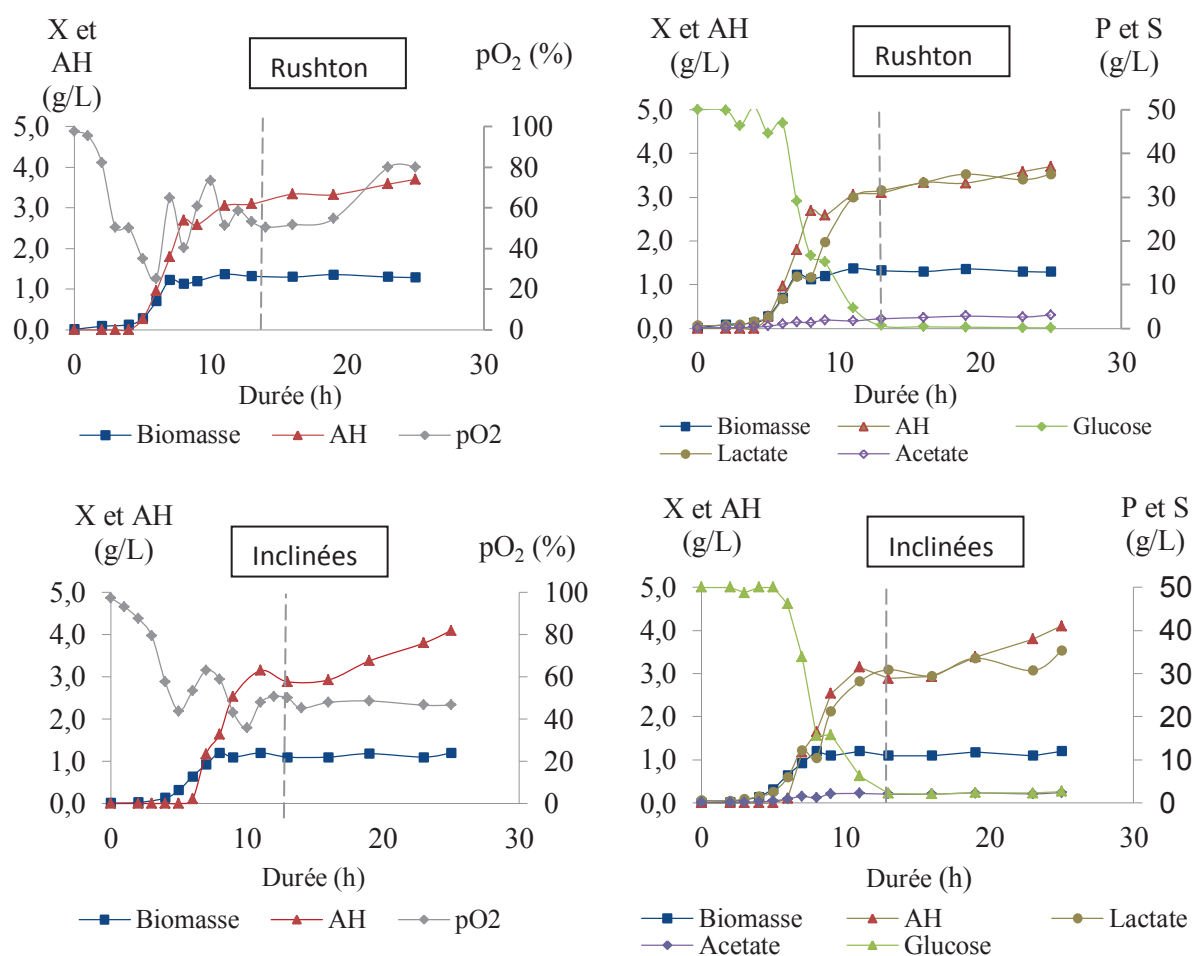 X et
AH
(g/L)
Rushton
pO₂ (%)
5,0
4,0
3,0
2,0
1,0
0,0
100
80
60
40
20
0
0 10 20 30
Durée (h)
Biomasse AH pO2
X et AH
(g/L)
Rushton
P et S
(g/L)
5,0
4,0
3,0
2,0
1,0
0,0
50
40
30
20
10
0
0 10 20 30
Durée (h)
Biomasse AH Glucose
Lactate Acetate
X et AH
(g/L)
Inclinées
pO₂ (%)
5,0
4,0
3,0
2,0
1,0
0,0
100
80
60
40
20
0
0 10 20 30
Durée (h)
Biomasse AH pO2
X et AH
(g/L)
Inclinées
P et S
(g/L)
5,0
4,0
3,0
2,0
1,0
0,0
50
40
30
20
10
0
0 10 20 30
Durée (h)
Biomasse AH Lactate
Acetate Glucose